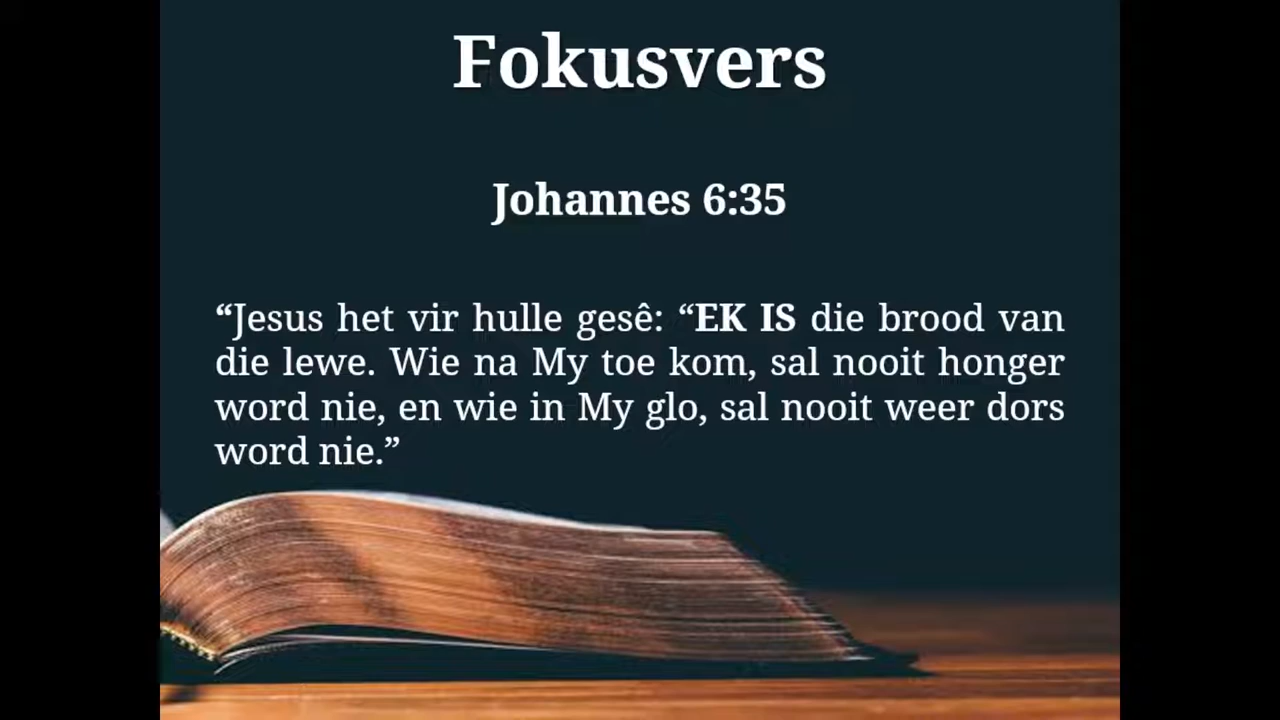 Fokusvers
Johannes 6:35
“Jesus het vir hulle gesê: “EK IS die brood van
die lewe. Wie na My toe kom, sal nooit honger
word nie, en wie in My glo, sal nooit weer dors
word nie.”